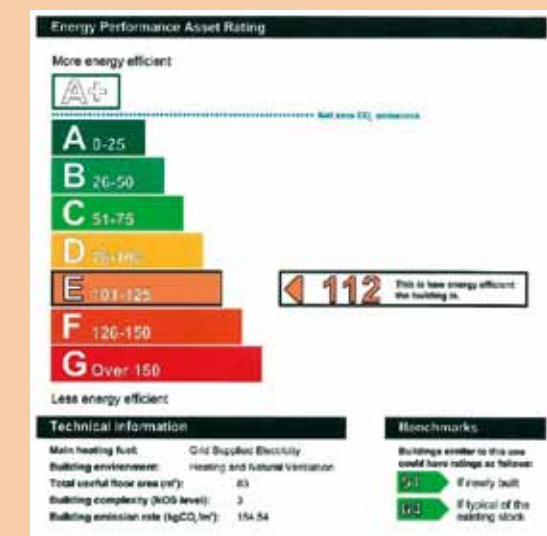 Energy Performance Asset Rating
More energy efficient
A+
Net zero CO₂ emissions
A 0-25
B 26-50
C 51-75
D 76-100
E 101-125
112 This is how energy efficient
the building is.
F 126-150
G Over 150
Less energy efficient
Technical information
Main heating fuel: Grid Supplied Electricity
Building environment: Heating and Natural Ventilation
Total useful floor area (m²): 83
Building complexity (NOS level): 3
Building emission rate (kgCO₂/m²): 154.54
Benchmarks
Buildings similar to this one
could have ratings as follows:
If newly built
If typical of the
existing stock